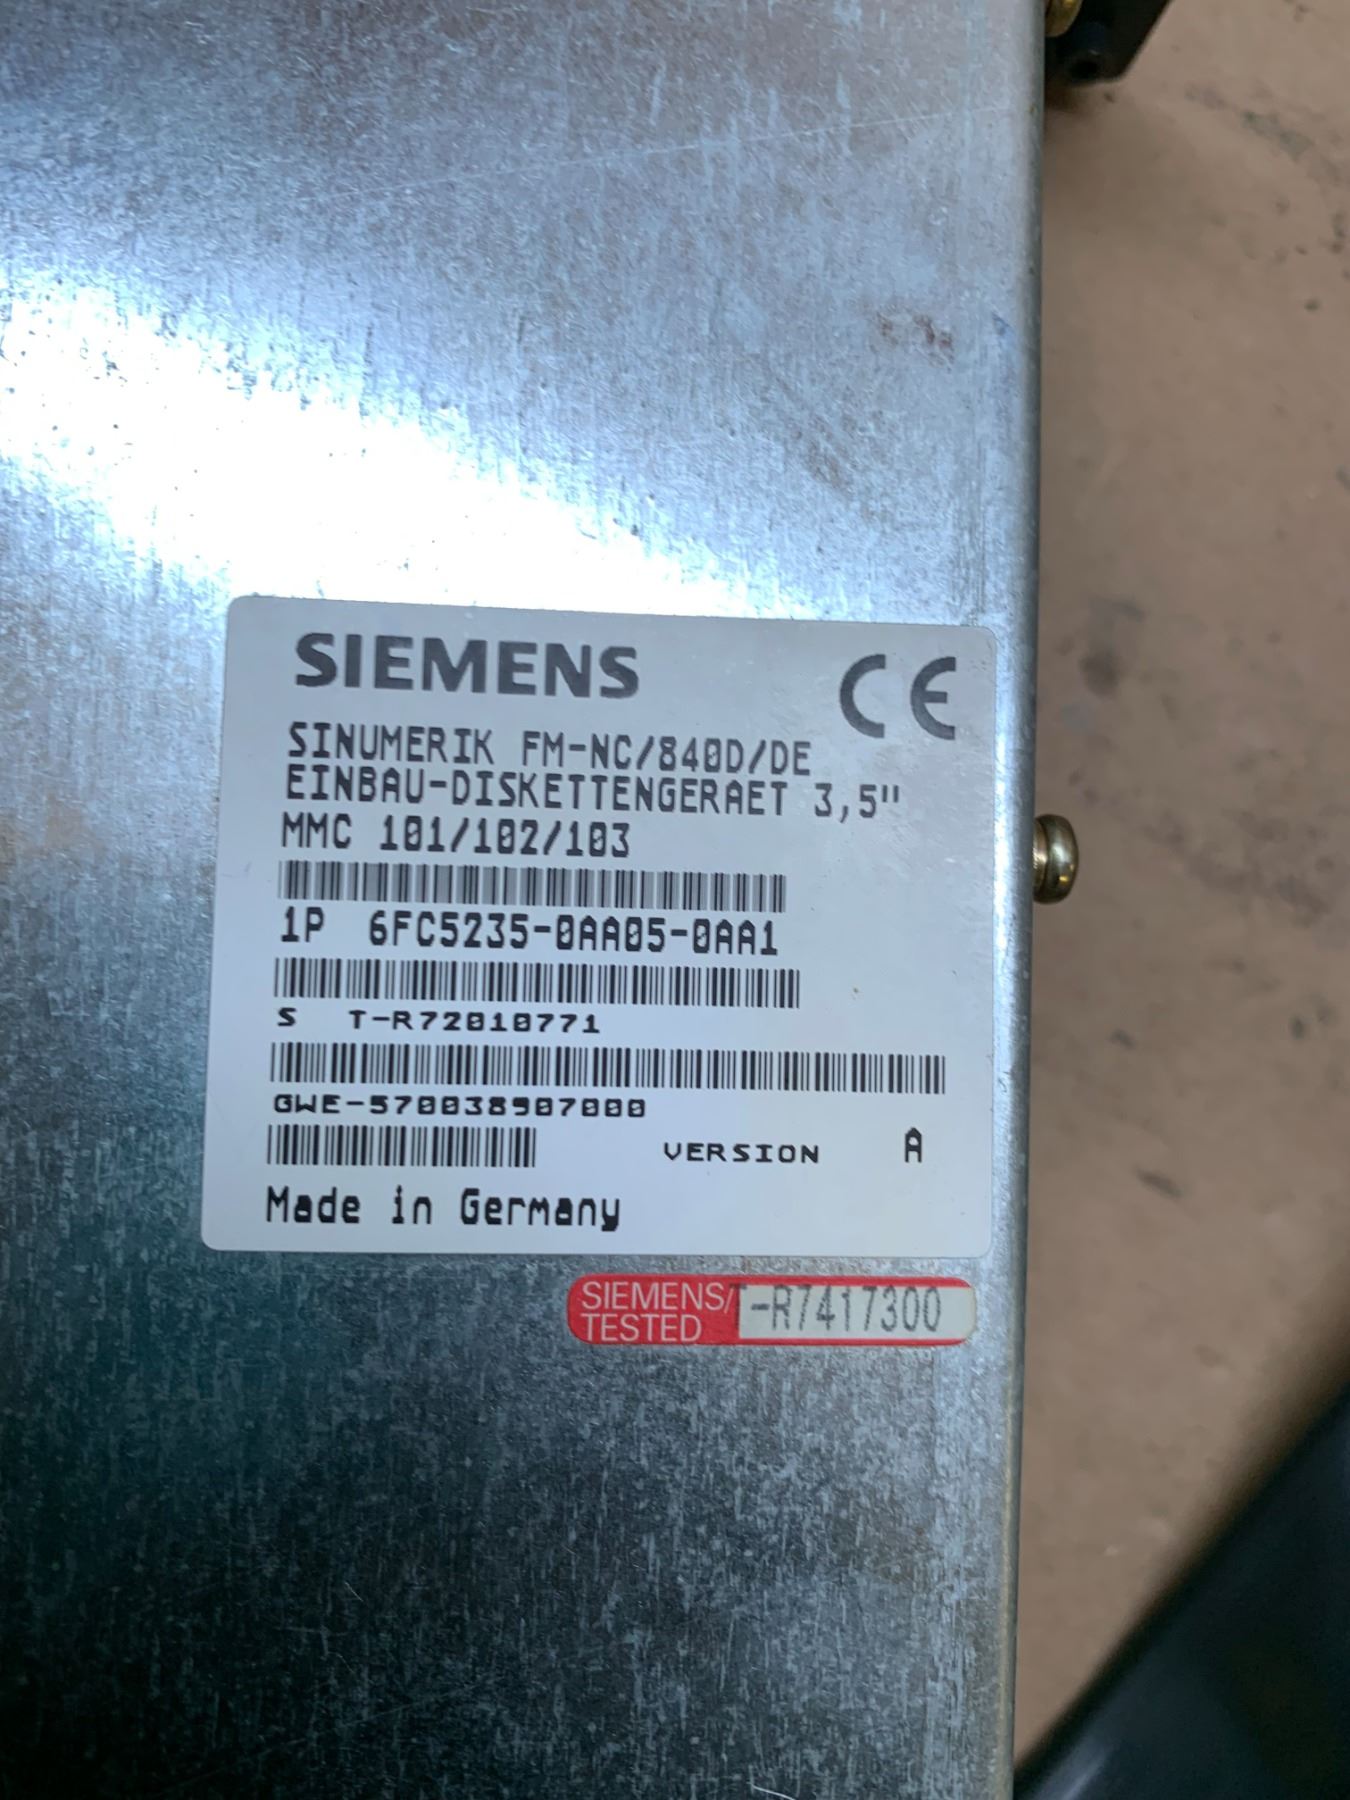 SIEMENS
CE
SINUMERIK FM-NC/840D/DE
EINBAU-DISKETTENGERAET 3,5"
MMC 101/102/103
1P 6FC5235-0AA05-0AA1
S T-R72010771
GWE-570038907000
VERSION A
Made in Germany
SIEMENS/T-R7417300
TESTED